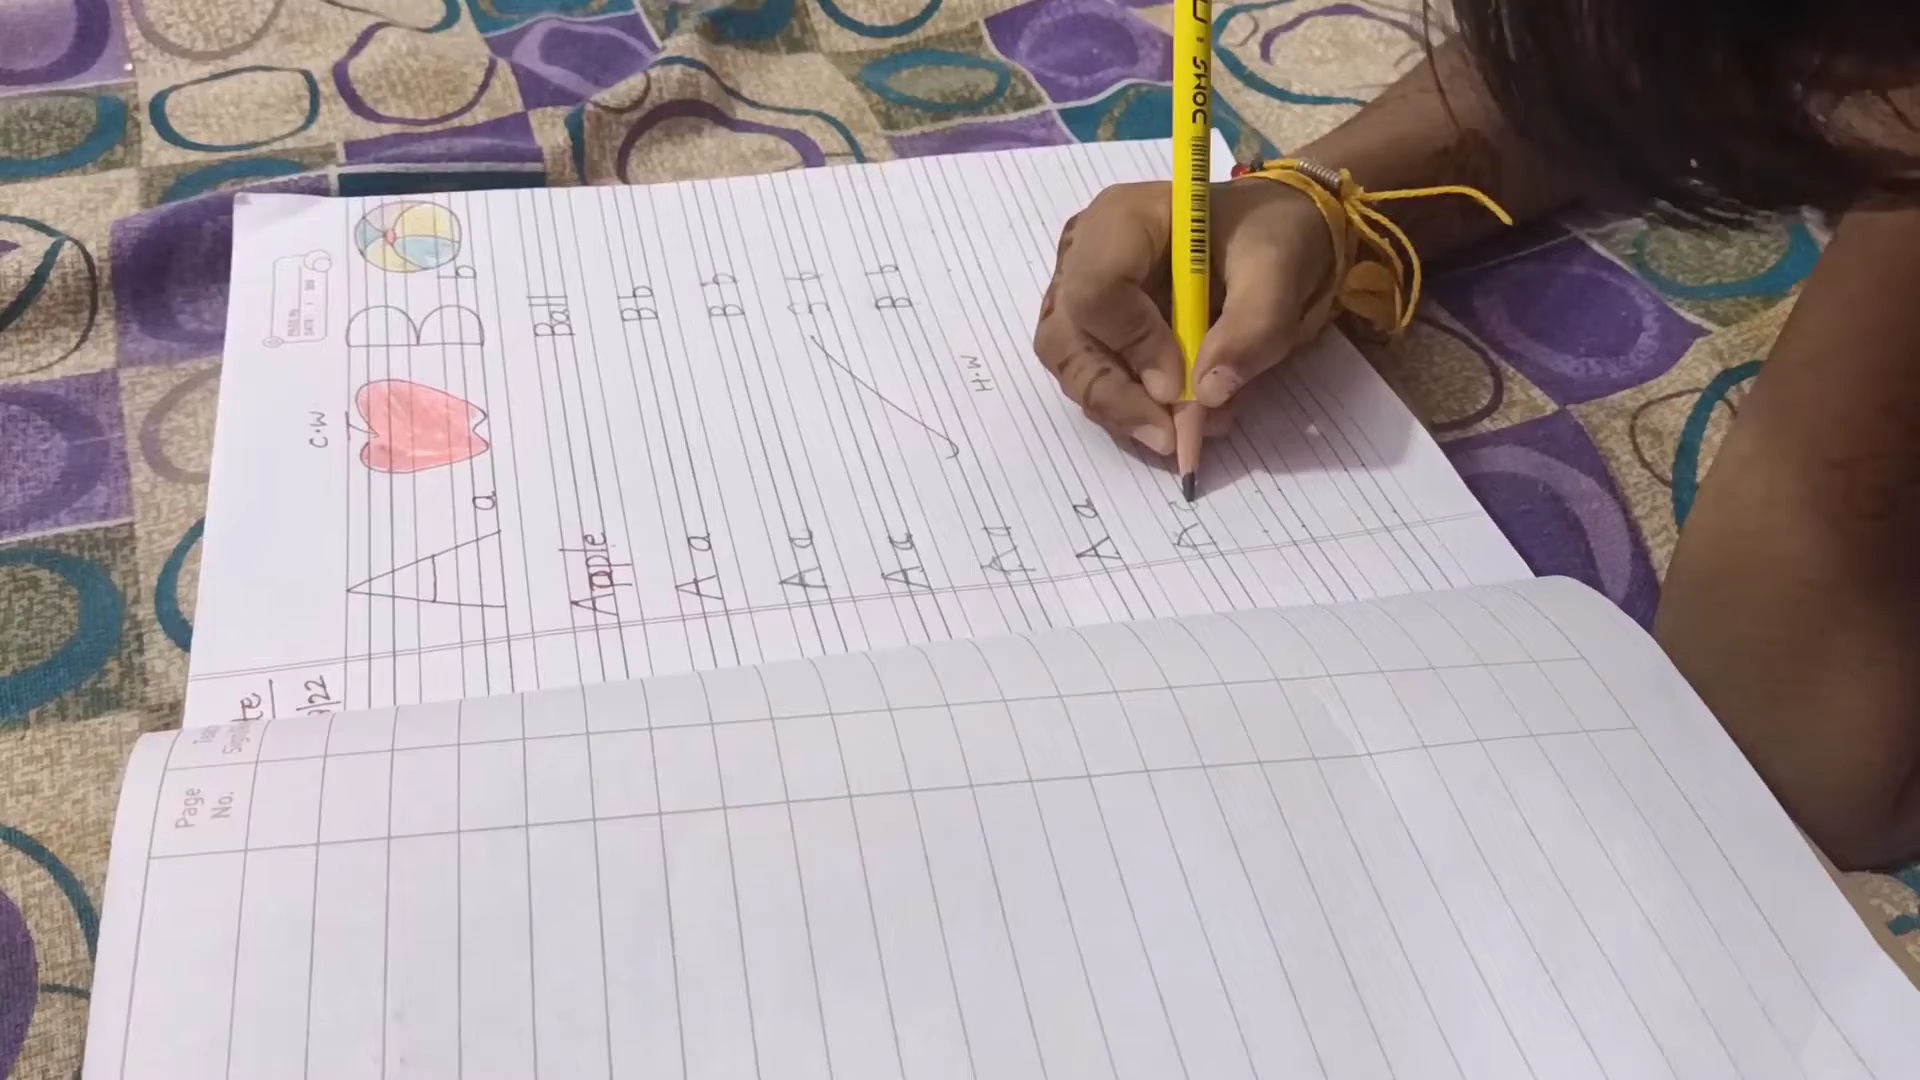 C.W
A a B b
Apple Ball
A a B b
A a B b
A a S b
A a B b
H.W
A a
A a
A a
Page No.
DOMS